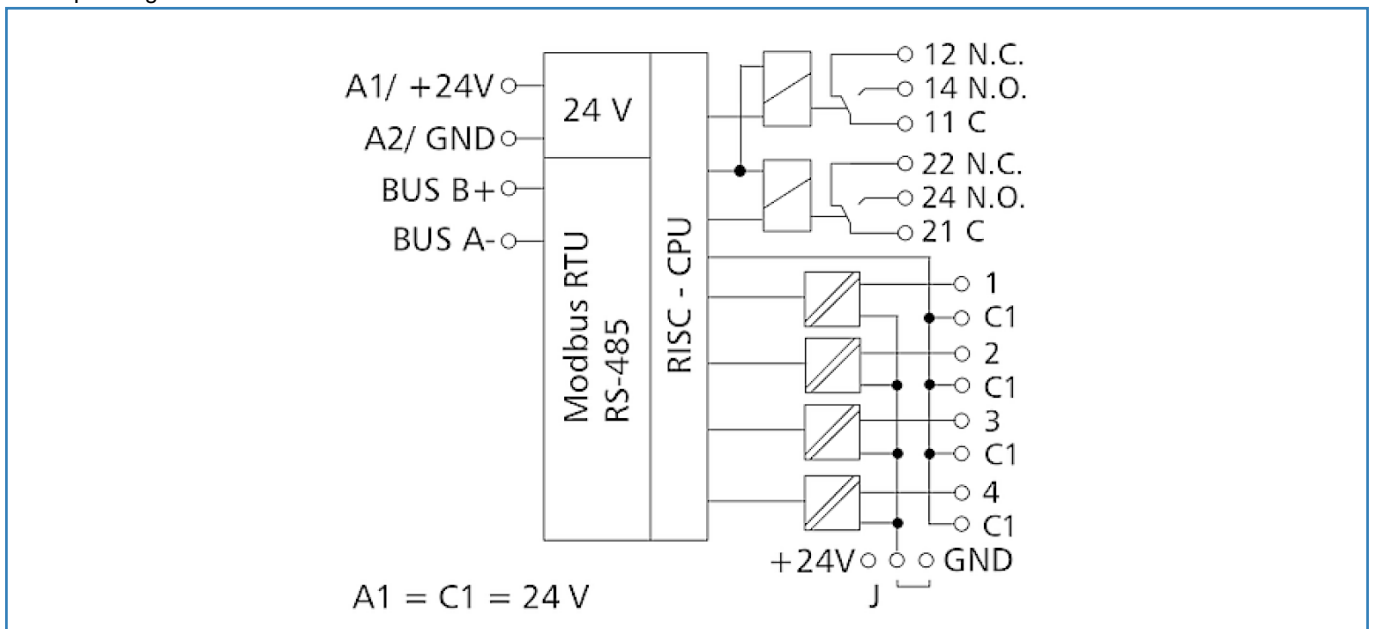 A1/ +24V
A2/ GND
BUS B+
BUS A-
24 V
Modbus RTU
RS-485
RISC - CPU
12 N.C.
14 N.O.
11 C
22 N.C.
24 N.O.
21 C
1
C1
2
C1
3
C1
4
C1
+24V
GND
J
A1 = C1 = 24 V